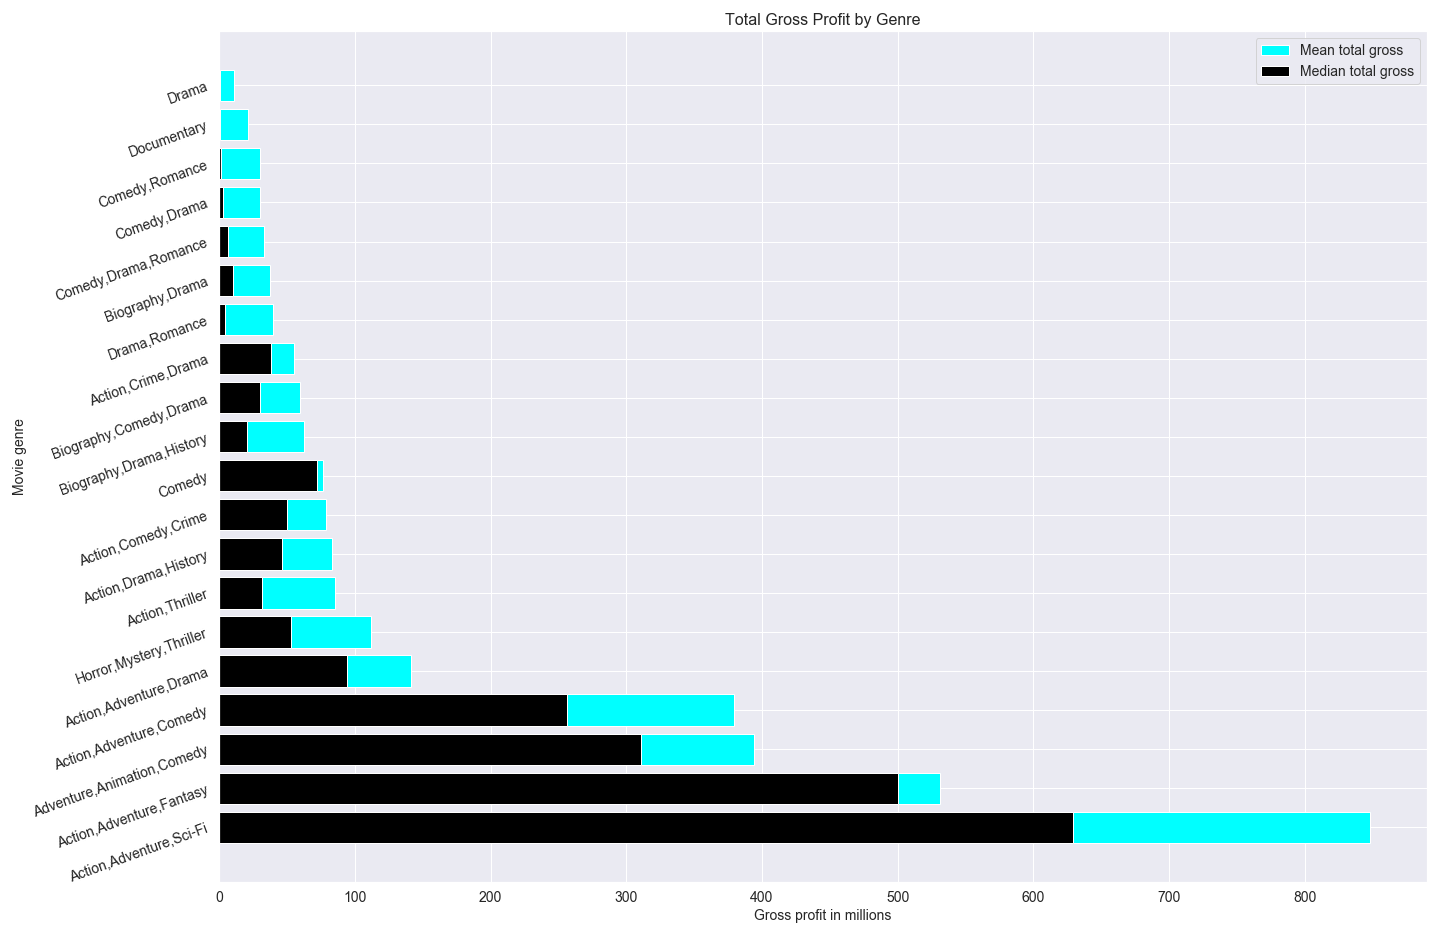 Total Gross Profit by Genre
Mean total gross
Median total gross
Drama
Documentary
Comedy,Romance
Comedy,Drama
Comedy,Drama,Romance
Biography,Drama
Drama,Romance
Action,Crime,Drama
Biography,Comedy,Drama
Biography,Drama,History
Comedy
Action,Comedy,Crime
Action,Drama,History
Action,Thriller
Horror,Mystery,Thriller
Action,Adventure,Drama
Action,Adventure,Comedy
Adventure,Animation,Comedy
Action,Adventure,Fantasy
Action,Adventure,Sci-Fi
Movie genre
0 100 200 300 400 500 600 700 800
Gross profit in millions